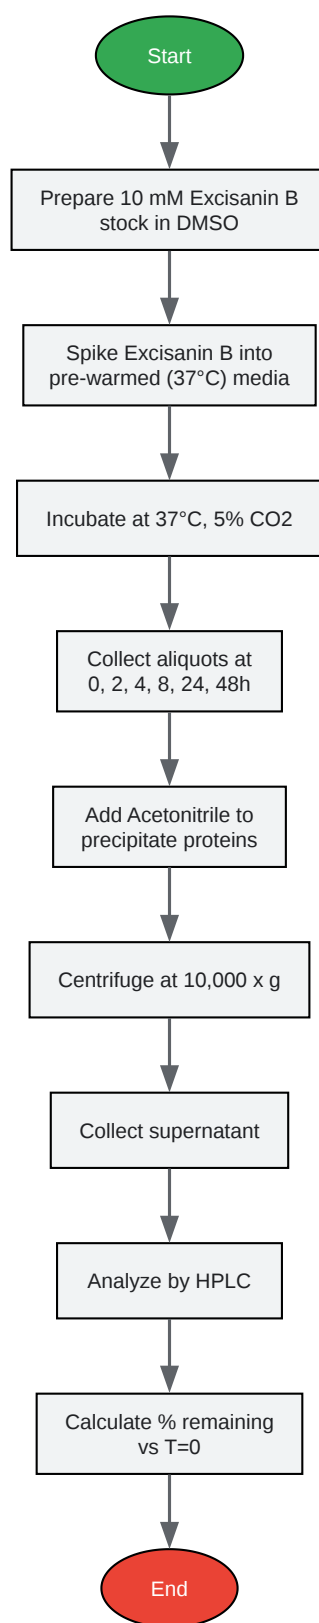 Start
Prepare 10 mM Excisanin B
stock in DMSO
Spike Excisanin B into
pre-warmed (37°C) media
Incubate at 37°C, 5% CO2
Collect aliquots at
0, 2, 4, 8, 24, 48h
Add Acetonitrile to
precipitate proteins
Centrifuge at 10,000 x g
Collect supernatant
Analyze by HPLC
Calculate % remaining
vs T=0
End